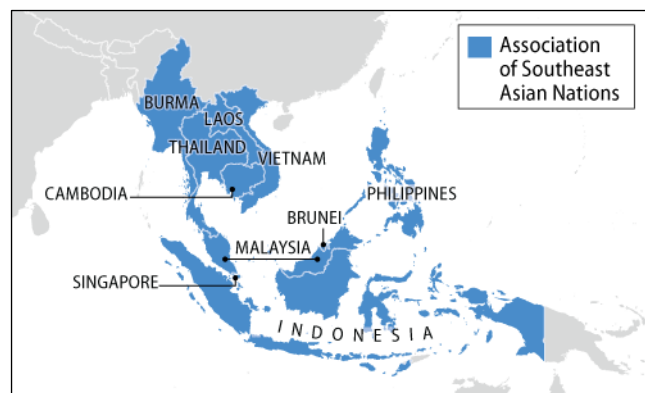 Association
of Southeast
Asian Nations
BURMA
LAOS
THAILAND
VIETNAM
CAMBODIA
PHILIPPINES
BRUNEI
MALAYSIA
SINGAPORE
INDONESIA